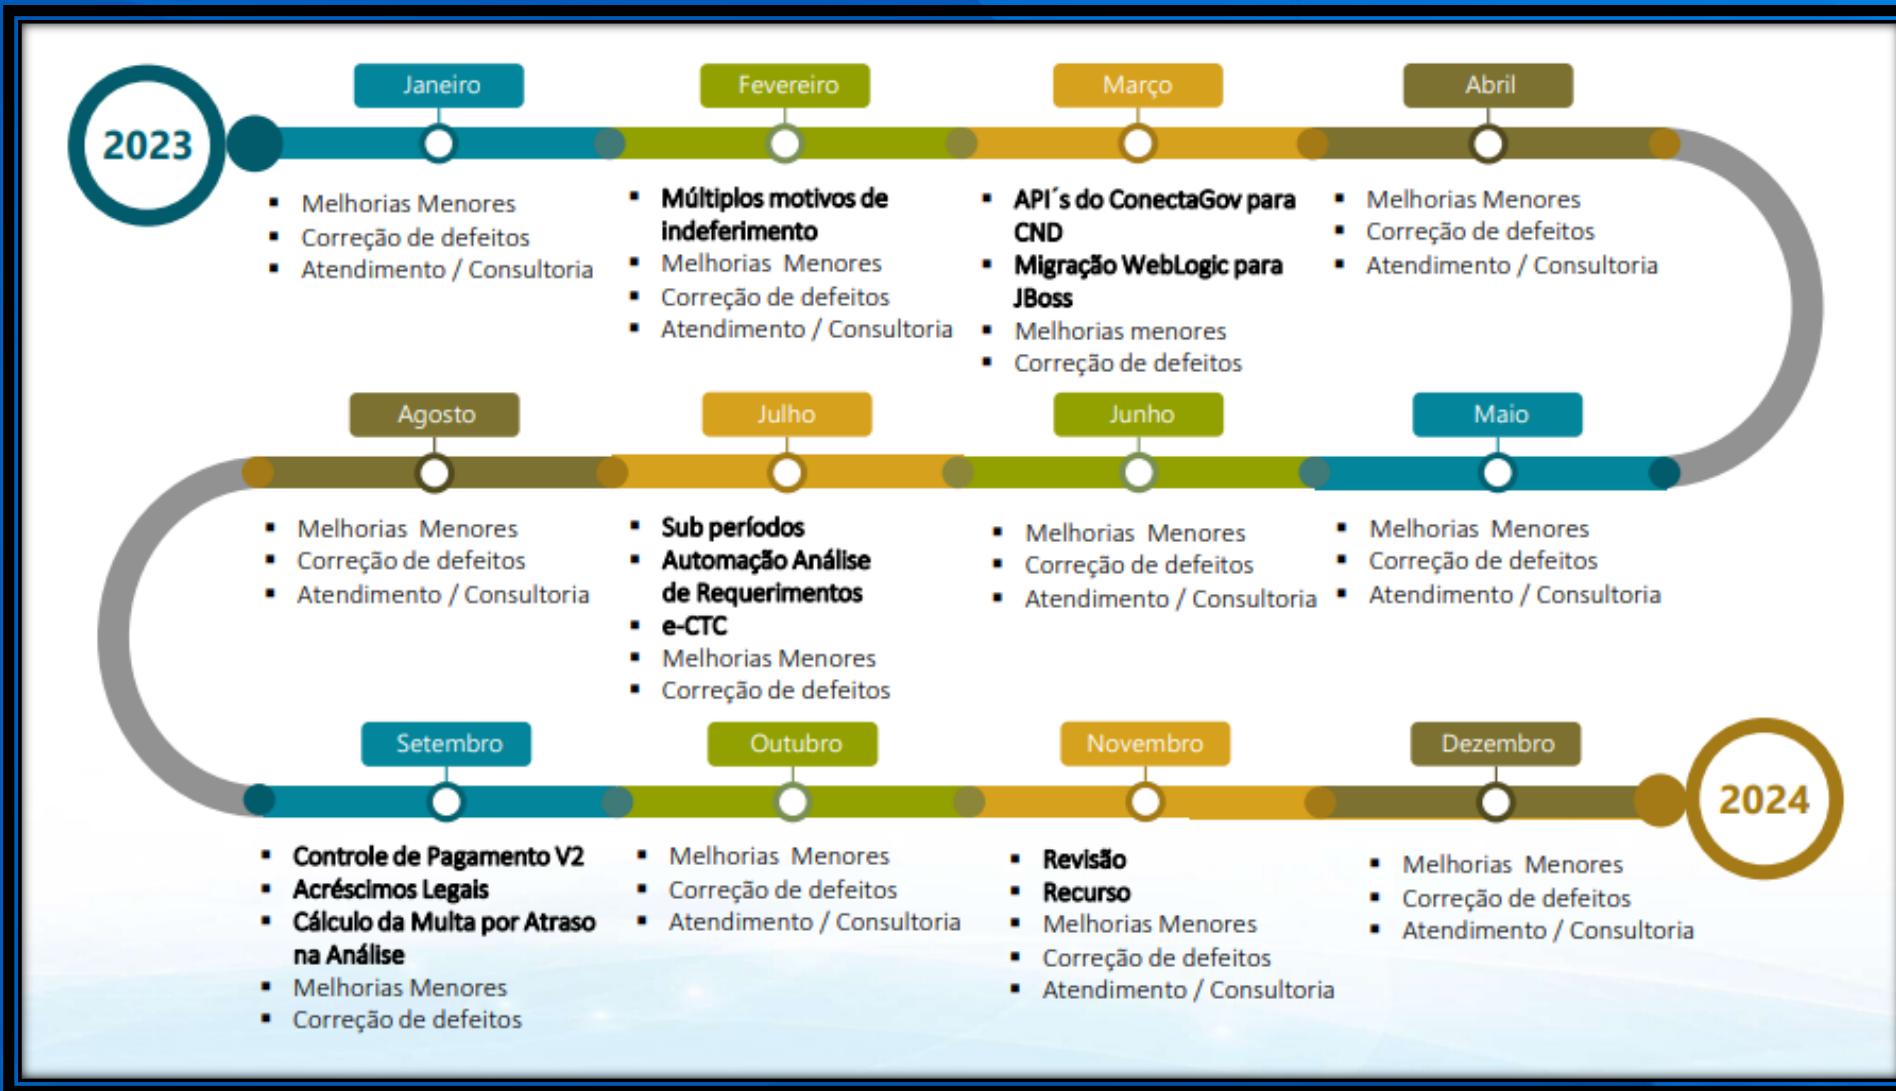 2023
Janeiro
▪ Melhorias Menores
▪ Correção de defeitos
▪ Atendimento / Consultoria
Fevereiro
▪ Múltiplos motivos de
indeferimento
▪ Melhorias Menores
▪ Correção de defeitos
▪ Atendimento / Consultoria
Março
▪ API´s do ConectaGov para
CND
▪ Migração WebLogic para
JBoss
▪ Melhorias menores
▪ Correção de defeitos
Abril
▪ Melhorias Menores
▪ Correção de defeitos
▪ Atendimento / Consultoria
Maio
▪ Melhorias Menores
▪ Correção de defeitos
▪ Atendimento / Consultoria
Junho
▪ Melhorias Menores
▪ Correção de defeitos
▪ Atendimento / Consultoria
Julho
▪ Sub períodos
▪ Automação Análise
de Requerimentos
▪ e-CTC
▪ Melhorias Menores
▪ Correção de defeitos
Agosto
▪ Melhorias Menores
▪ Correção de defeitos
▪ Atendimento / Consultoria
Setembro
▪ Controle de Pagamento V2
▪ Acréscimos Legais
▪ Cálculo da Multa por Atraso
na Análise
▪ Melhorias Menores
▪ Correção de defeitos
Outubro
▪ Melhorias Menores
▪ Correção de defeitos
▪ Atendimento / Consultoria
Novembro
▪ Revisão
▪ Recurso
▪ Melhorias Menores
▪ Correção de defeitos
▪ Atendimento / Consultoria
Dezembro
▪ Melhorias Menores
▪ Correção de defeitos
▪ Atendimento / Consultoria
2024